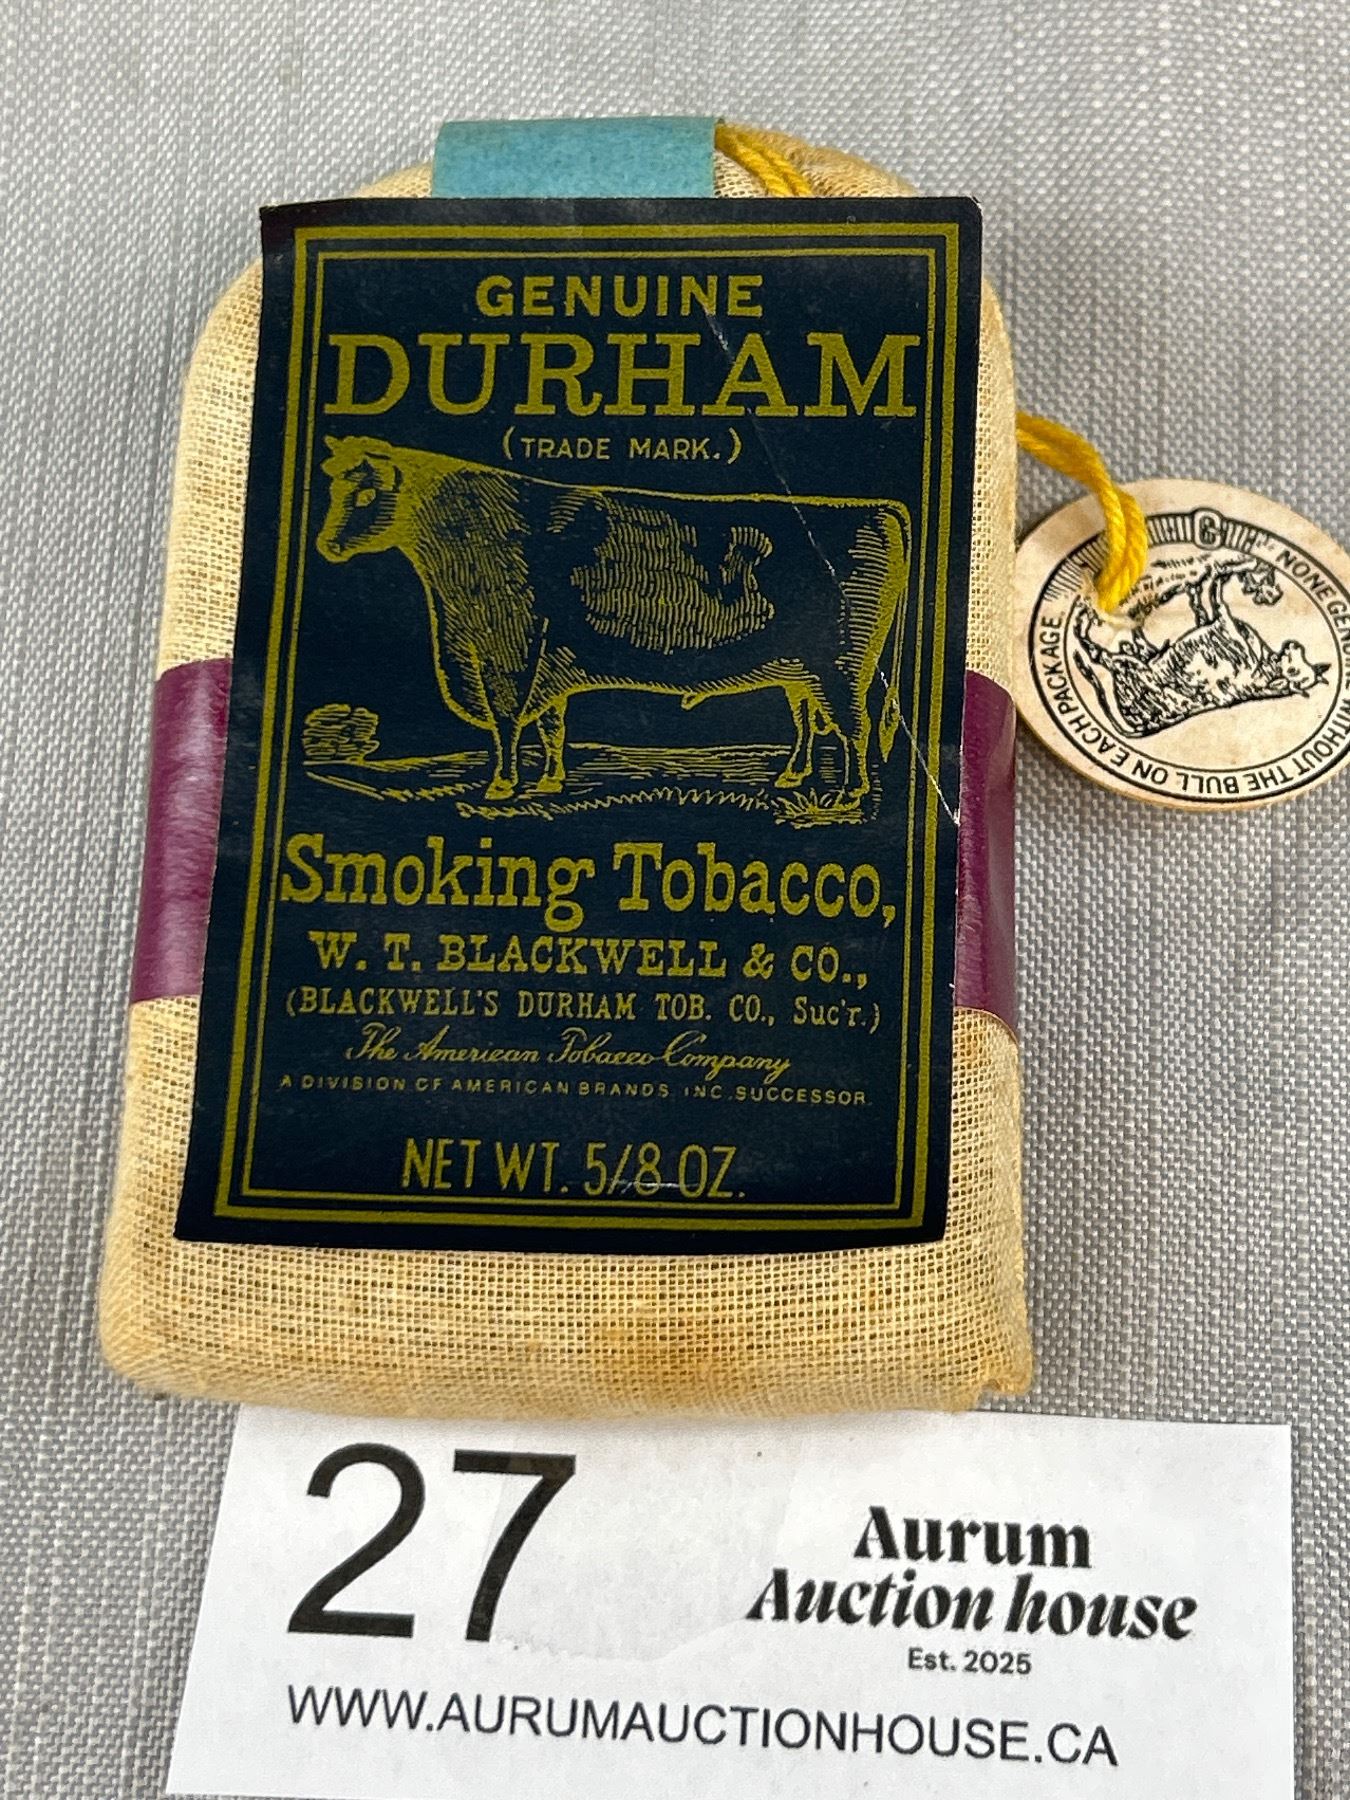 GENUINE
DURHAM
(TRADE MARK.)
Smoking Tobacco,
W. T. BLACKWELL & CO.,
(BLACKWELL'S DURHAM TOB. CO., Suc'r.)
The American Tobacco Company
A DIVISION OF AMERICAN BRANDS, INC. SUCCESSOR.
NET WT. 5/8 OZ.
NONE GENUINE WITHOUT THE BULL ON EACH PACKAGE
27
Aurum
Auction house
Est. 2025
WWW.AURUMAUCTIONHOUSE.CA